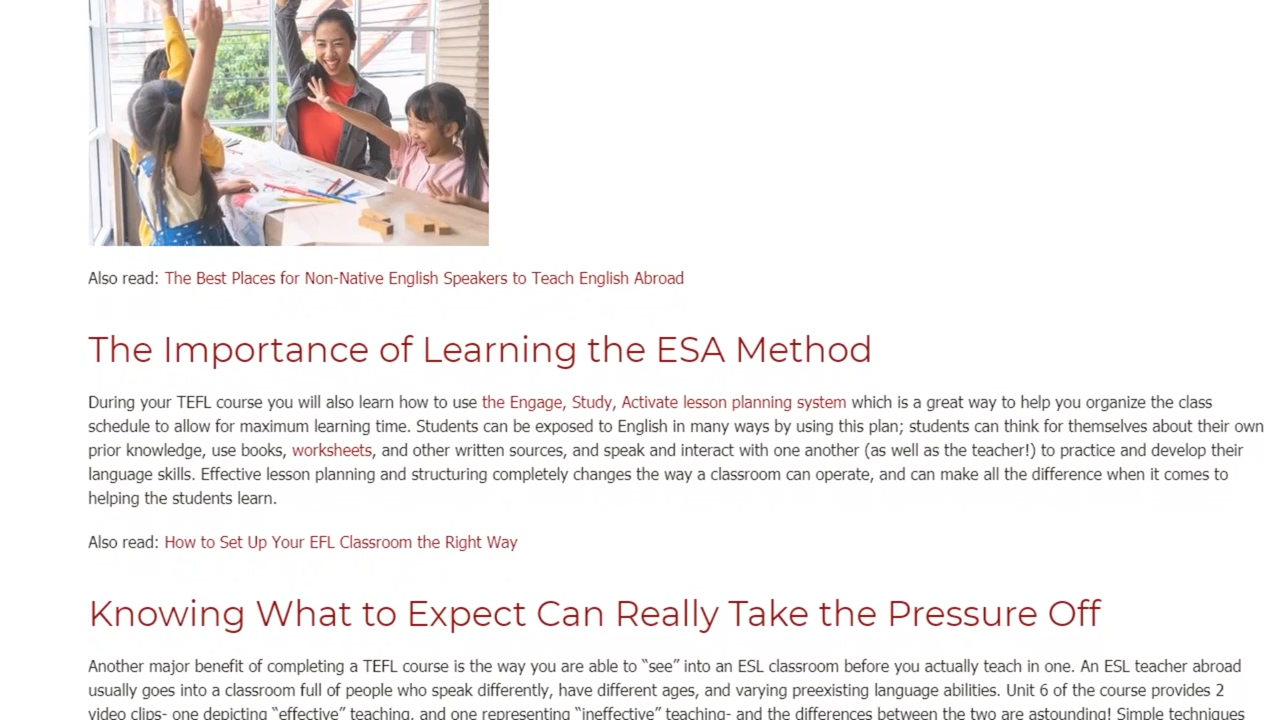 Also read: The Best Places for Non-Native English Speakers to Teach English Abroad
The Importance of Learning the ESA Method
During your TEFL course you will also learn how to use the Engage, Study, Activate lesson planning system which is a great way to help you organize the class
schedule to allow for maximum learning time. Students can be exposed to English in many ways by using this plan; students can think for themselves about their own
prior knowledge, use books, worksheets, and other written sources, and speak and interact with one another (as well as the teacher!) to practice and develop their
language skills. Effective lesson planning and structuring completely changes the way a classroom can operate, and can make all the difference when it comes to
helping the students learn.
Also read: How to Set Up Your EFL Classroom the Right Way
Knowing What to Expect Can Really Take the Pressure Off
Another major benefit of completing a TEFL course is the way you are able to “see” into an ESL classroom before you actually teach in one. An ESL teacher abroad
usually goes into a classroom full of people who speak differently, have different ages, and varying preexisting language abilities. Unit 6 of the course provides 2
video clips- one depicting “effective” teaching, and one representing “ineffective” teaching- and the differences between the two are astounding! Simple techniques